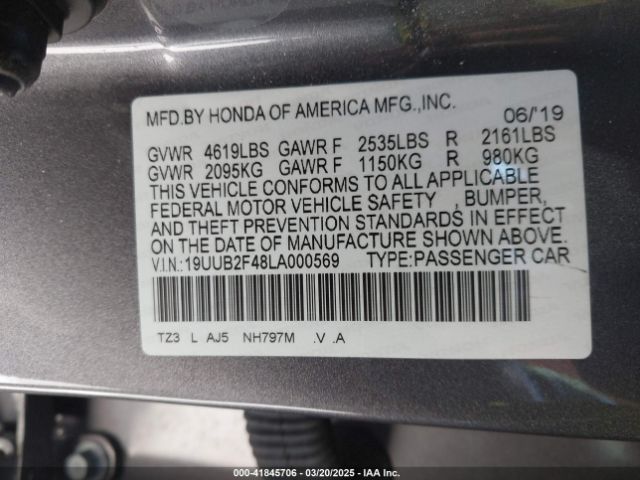 MFD.BY HONDA OF AMERICA MFG.,INC. 06/'19
GVWR 4619LBS GAWR F 2535LBS R 2161LBS
GVWR 2095KG GAWR F 1150KG R 980KG
THIS VEHICLE CONFORMS TO ALL APPLICABLE
FEDERAL MOTOR VEHICLE SAFETY , BUMPER,
AND THEFT PREVENTION STANDARDS IN EFFECT
ON THE DATE OF MANUFACTURE SHOWN ABOVE.
V.I.N.:19UUB2F48LA000569 TYPE:PASSENGER CAR
TZ3 L AJ5 NH797M .V .A
000-41845706 — 03/20/2025 — IAA Inc.